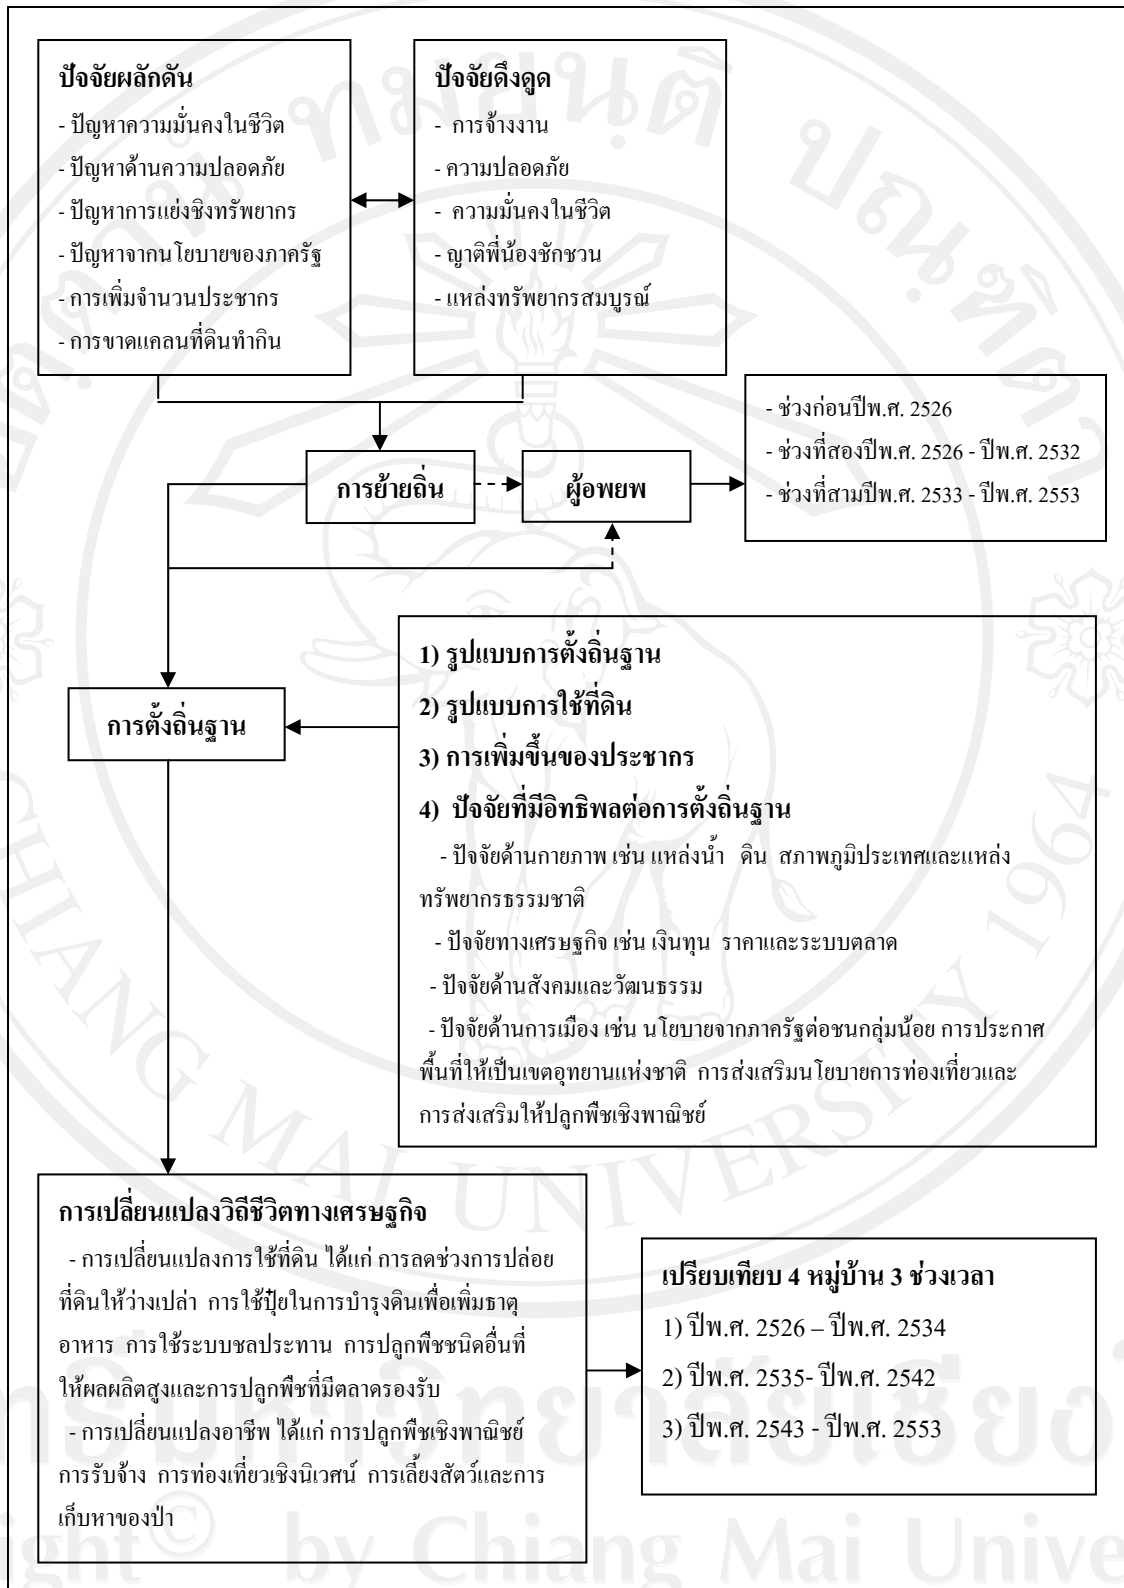 ปัจจัยผลักดัน
- ปัญหาความมั่นคงในชีวิต
- ปัญหาด้านความปลอดภัย
- ปัญหาการแย่งชิงทรัพยากร
- ปัญหาจากนโยบายของภาครัฐ
- การเพิ่มจำนวนประชากร
- การขาดแคลนที่ดินทำกิน
ปัจจัยดึงดูด
- การจ้างงาน
- ความปลอดภัย
- ความมั่นคงในชีวิต
- ญาติพี่น้องชักชวน
- แหล่งทรัพยากรสมบูรณ์
การย้ายถิ่น
ผู้อพยพ
- ช่วงก่อนปีพ.ศ. 2526
- ช่วงที่สองปีพ.ศ. 2526 - ปีพ.ศ. 2532
- ช่วงที่สามปีพ.ศ. 2533 - ปีพ.ศ. 2553
การตั้งถิ่นฐาน
1) รูปแบบการตั้งถิ่นฐาน
2) รูปแบบการใช้ที่ดิน
3) การเพิ่มขึ้นของประชากร
4) ปัจจัยที่มีอิทธิพลต่อการตั้งถิ่นฐาน
- ปัจจัยด้านกายภาพ เช่น แหล่งน้ำ ดิน สภาพภูมิประเทศและแหล่ง
ทรัพยากรธรรมชาติ
- ปัจจัยทางเศรษฐกิจ เช่น เงินทุน ราคาและระบบตลาด
- ปัจจัยด้านสังคมและวัฒนธรรม
- ปัจจัยด้านการเมือง เช่น นโยบายจากภาครัฐต่อชนกลุ่มน้อย การประกาศ
พื้นที่ให้เป็นเขตอุทยานแห่งชาติ การส่งเสริมนโยบายการท่องเที่ยวและ
การส่งเสริมให้ปลูกพืชเชิงพาณิชย์
การเปลี่ยนแปลงวิถีชีวิตทางเศรษฐกิจ
- การเปลี่ยนแปลงการใช้ที่ดิน ได้แก่ การลดช่วงการปล่อย
ที่ดินให้ว่างเปล่า การใช้ปุ๋ยในการบำรุงดินเพื่อเพิ่มธาตุ
อาหาร การใช้ระบบชลประทาน การปลูกพืชชนิดอื่นที่
ให้ผลผลิตสูงและการปลูกพืชที่มีตลาดรองรับ
- การเปลี่ยนแปลงอาชีพ ได้แก่ การปลูกพืชเชิงพาณิชย์
การรับจ้าง การท่องเที่ยวเชิงนิเวศน์ การเลี้ยงสัตว์และการ
เก็บหาของป่า
เปรียบเทียบ 4 หมู่บ้าน 3 ช่วงเวลา
1) ปีพ.ศ. 2526 – ปีพ.ศ. 2534
2) ปีพ.ศ. 2535- ปีพ.ศ. 2542
3) ปีพ.ศ. 2543 - ปีพ.ศ. 2553
CHIANG MAI UNIVERSITY 1964
by Chiang Mai